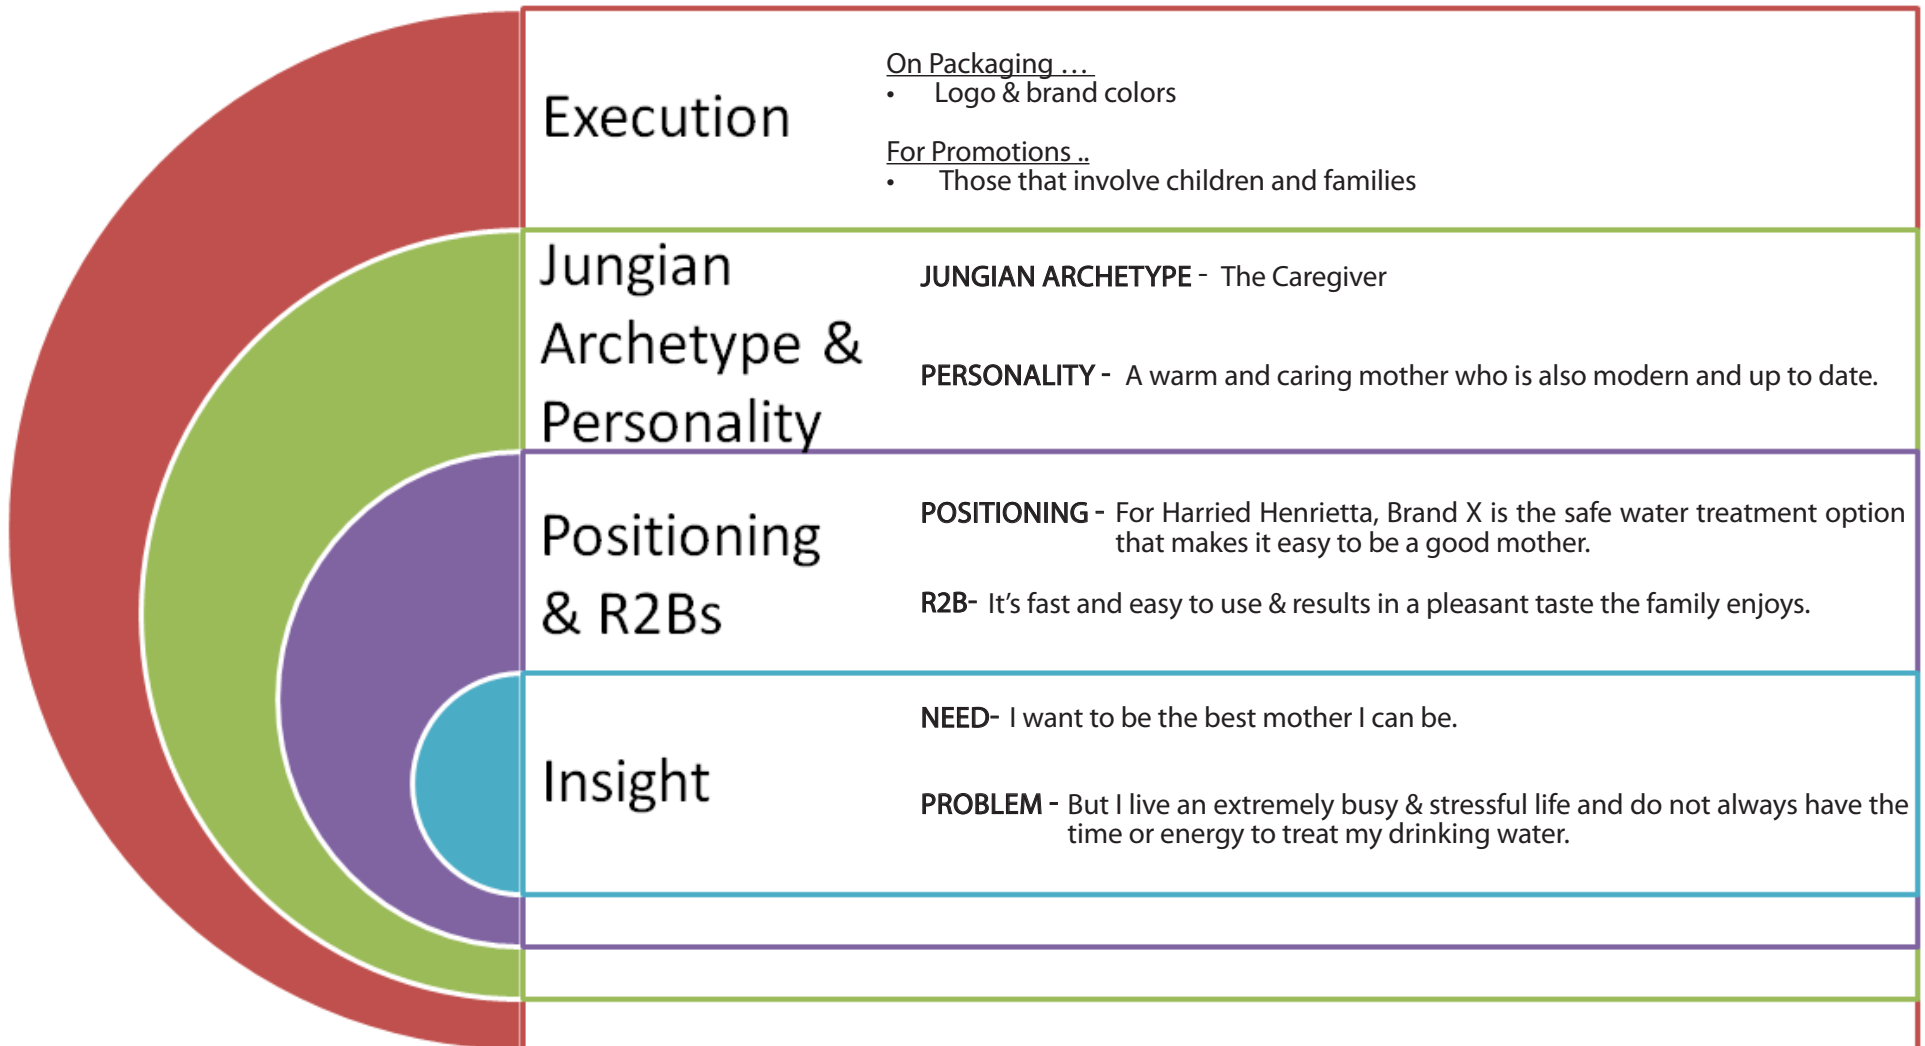 Execution
On Packaging …
• Logo & brand colors
For Promotions ..
• Those that involve children and families
Jungian
Archetype &
Personality
JUNGIAN ARCHETYPE - The Caregiver
PERSONALITY - A warm and caring mother who is also modern and up to date.
Positioning
& R2Bs
POSITIONING - For Harried Henrietta, Brand X is the safe water treatment option
that makes it easy to be a good mother.
R2B- It’s fast and easy to use & results in a pleasant taste the family enjoys.
Insight
NEED- I want to be the best mother I can be.
PROBLEM - But I live an extremely busy & stressful life and do not always have the
time or energy to treat my drinking water.